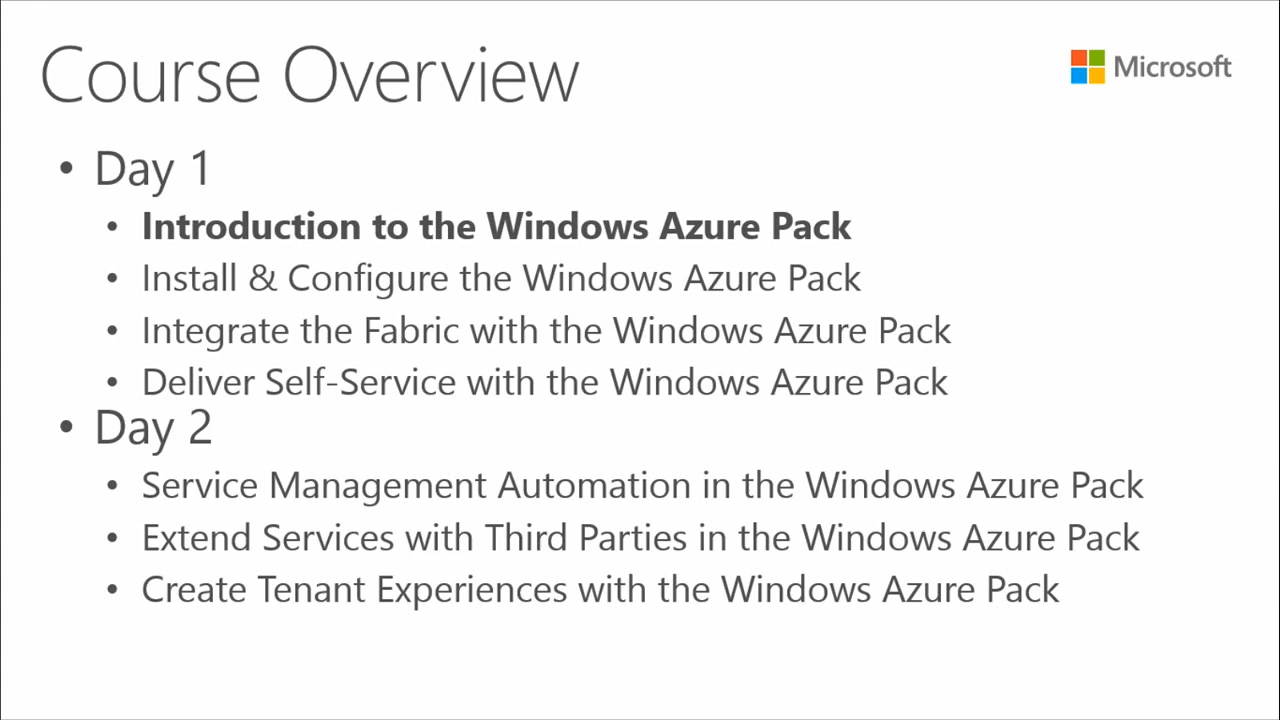 Course Overview
Microsoft
• Day 1
• Introduction to the Windows Azure Pack
• Install & Configure the Windows Azure Pack
• Integrate the Fabric with the Windows Azure Pack
• Deliver Self-Service with the Windows Azure Pack
• Day 2
• Service Management Automation in the Windows Azure Pack
• Extend Services with Third Parties in the Windows Azure Pack
• Create Tenant Experiences with the Windows Azure Pack